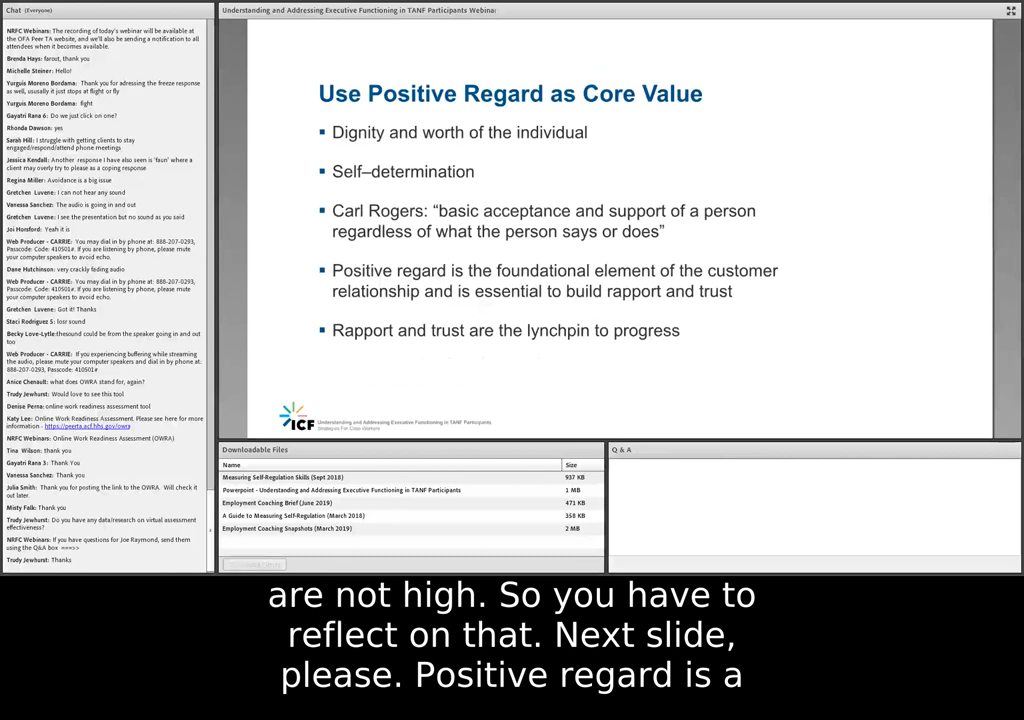 Chat (Everyone)
NRFC Webinars: The recording of today's webinar will be available at
the OFA Peer TA website, and we'll also be sending a notification to all
attendees when it becomes available.
Brenda Hays: farout, thank you
Michelle Steiner: Hello!
Yurguis Moreno Bordama: Thank you for adressing the freeze response
as well, ususally it just stops at flight or fly
Yurguis Moreno Bordama: fight
Gayatri Rana 6: Do we just click on one?
Rhonda Dawson: yes
Sarah Hill: I struggle with getting clients to stay
engaged/respond/attend phone meetings
Jessica Kendall: Another response I have also seen is 'faun' where a
client may overly try to please as a coping response
Regina Miller: Avoidance is a big issue
Gretchen Luvene: I can not hear any sound
Vanessa Sanchez: The audio is going in and out
Gretchen Luvene: I see the presentation but no sound as you said
Joi Horsford: Yeah it is
Web Producer - CARRIE: You may dial in by phone at: 888-207-0293,
Passcode: Code: 410501#. If you are listening by phone, please mute
your computer speakers to avoid echo.
Dane Hutchinson: very crackly fading audio
Web Producer - CARRIE: You may dial in by phone at: 888-207-0293,
Passcode: Code: 410501#. If you are listening by phone, please mute
your computer speakers to avoid echo.
Gretchen Luvene: Got it! Thanks
Staci Rodriguez S: losr sound
Becky Love-Lytle:thesound could be from the speaker going in and out
too
Web Producer - CARRIE: If you experiencing buffering while streaming
the audio, please mute your computer speakers and dial in by phone at:
888-207-0293, Passcode: 410501#
Anice Chenault: what does OWRA stand for, again?
Trudy Jewhurst: Would love to see this tool
Denise Perna: online work readiness assessment tool
Katy Lee: Online Work Readiness Assessment. Please see here for more
information - https://peerta.acf.hhs.gov/owra
NRFC Webinars: Online Work Readiness (OWRA)
Tina Wilson: thank you
Gayatri Rana 3: Thank You
Vanessa Sanchez: Thank you
Julia Smith: Thank you for posting the link to the OWRA. Will check it
out later.
Misty Falk: Thank you
Trudy Jewhurst: Do you have any data/research on virtual assessment
effectiveness?
NRFC Webinars: If you have questions for Joe Raymond, send them
using the Q&A box ===>>
Trudy Jewhurst: Thanks
Understanding and Addressing Executive Functioning in TANF Participants Webinar
Use Positive Regard as Core Value
▪ Dignity and worth of the individual
▪ Self–determination
▪ Carl Rogers: “basic acceptance and support of a person
regardless of what the person says or does”
▪ Positive regard is the foundational element of the customer
relationship and is essential to build rapport and trust
▪ Rapport and trust are the lynchpin to progress
ICF
Understanding and Addressing Executive Functioning in TANF Participants
Strategies For Case Workers
Downloadable Files
Name Size
Measuring Self-Regulation Skills (Sept 2018) 937 KB
Powerpoint - Understanding and Addressing Executive Functioning in TANF Participants 1 MB
Employment Coaching Brief (June 2019) 471 KB
A Guide to Measuring Self-Regulation (March 2018) 358 KB
Employment Coaching Snapshots (March 2019) 2 MB
Q & A
are not high. So you have to
reflect on that. Next slide,
please. Positive regard is a